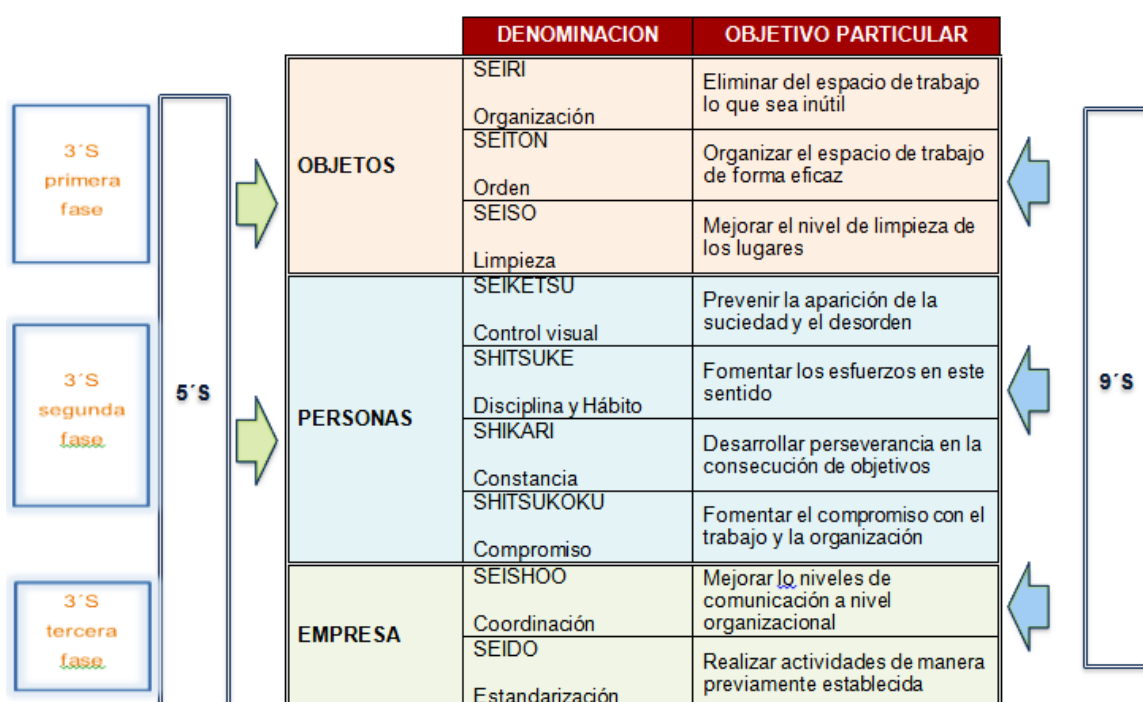 DENOMINACION
OBJETIVO PARTICULAR
3´S
primera
fase
3´S
segunda
fase
3´S
tercera
fase
5´S
OBJETOS
SEIRI
Organización
Eliminar del espacio de trabajo
lo que sea inútil
SEITON
Orden
Organizar el espacio de trabajo
de forma eficaz
SEISO
Limpieza
Mejorar el nivel de limpieza de
los lugares
PERSONAS
SEIKETSU
Control visual
Prevenir la aparición de la
suciedad y el desorden
SHITSUKE
Disciplina y Hábito
Fomentar los esfuerzos en este
sentido
SHIKARI
Constancia
Desarrollar perseverancia en la
consecución de objetivos
SHITSUKOKU
Compromiso
Fomentar el compromiso con el
trabajo y la organización
EMPRESA
SEISHOO
Coordinación
Mejorar lo niveles de
comunicación a nivel
organizacional
SEIDO
Estandarización
Realizar actividades de manera
previamente establecida
9´S